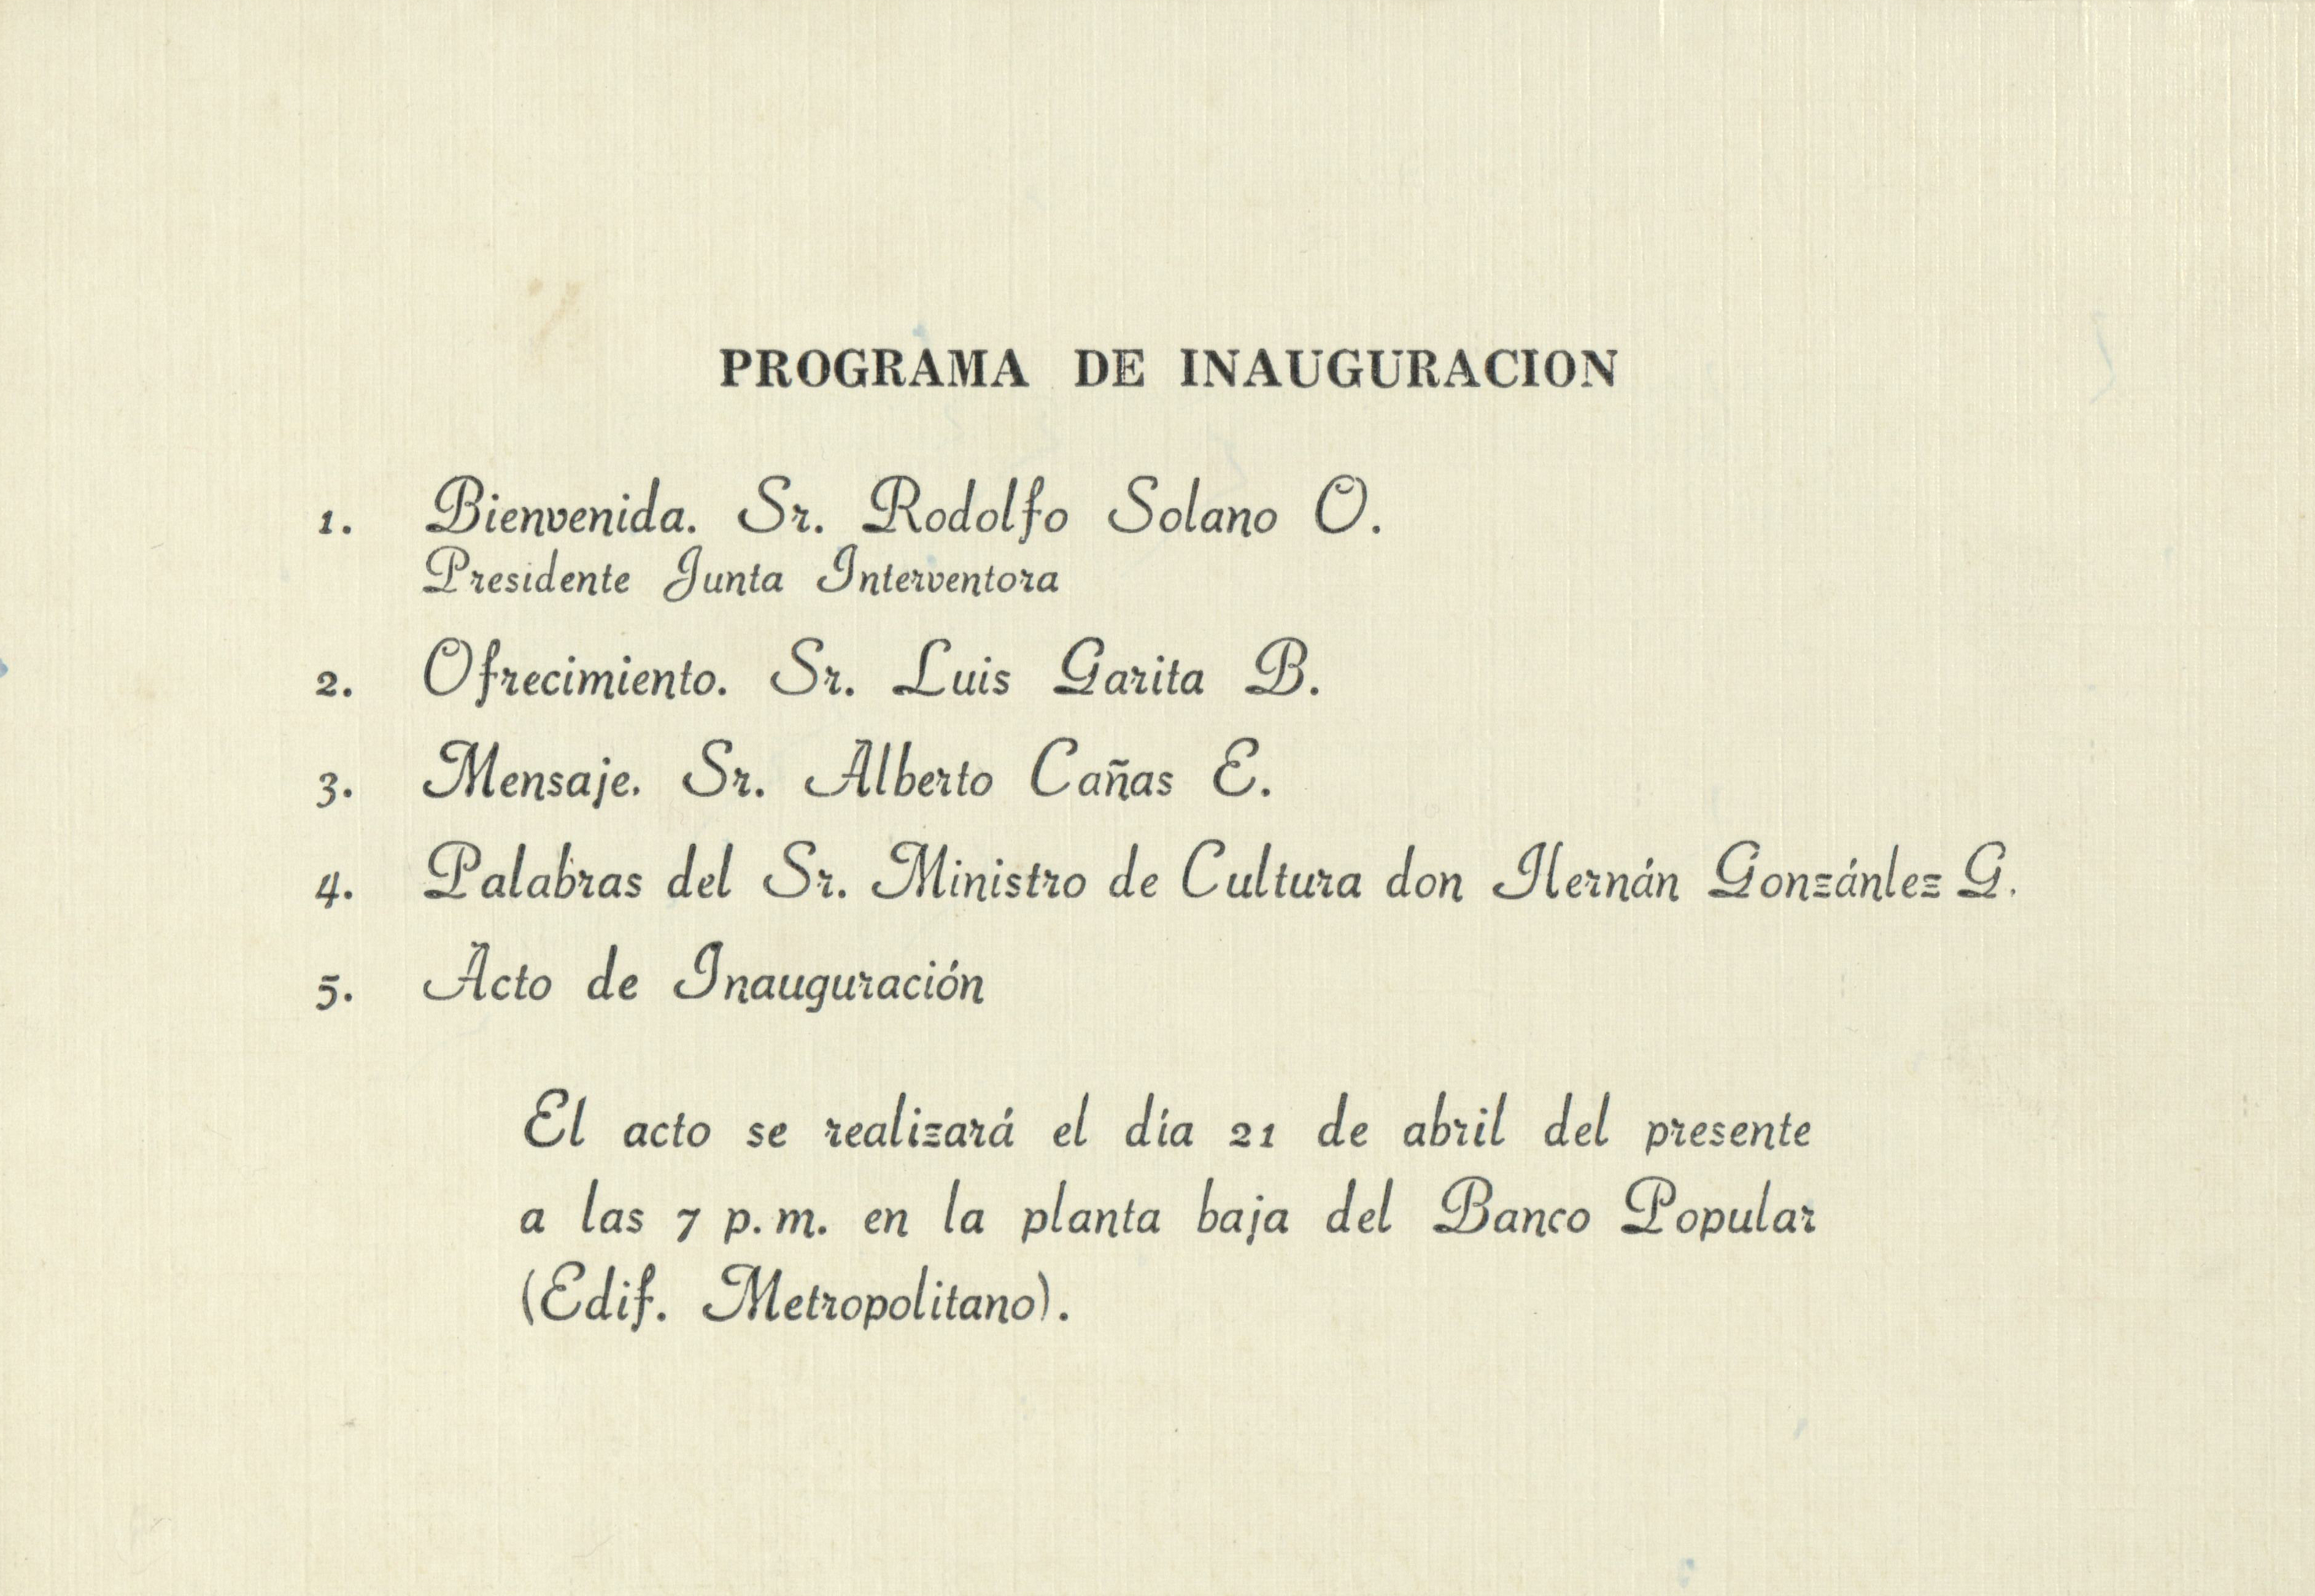 PROGRAMA DE INAUGURACION
1. Bienvenida. Sr. Rodolfo Solano O.
Presidente Junta Interventora
2. Ofrecimiento. Sr. Luis Garita B.
3. Mensaje. Sr. Alberto Cañas E.
4. Palabras del Sr. Ministro de Cultura don Hernán Gonzánlez G.
5. Acto de Inauguración
El acto se realizará el día 21 de abril del presente
a las 7 p. m. en la planta baja del Banco Popular
(Edif. Metropolitano).